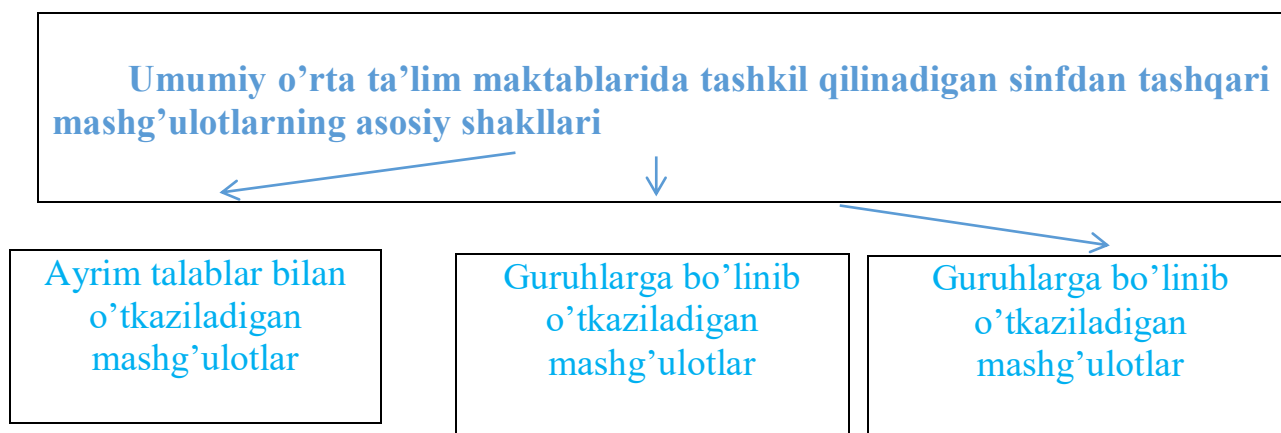 Umumiy o’rta ta’lim maktablarida tashkil qilinadigan sinfdan tashqari
mashg’ulotlarning asosiy shakllari
Ayrim talablar bilan
o’tkaziladigan
mashg’ulotlar
Guruhlarga bo’linib
o’tkaziladigan
mashg’ulotlar
Guruhlarga bo’linib
o’tkaziladigan
mashg’ulotlar